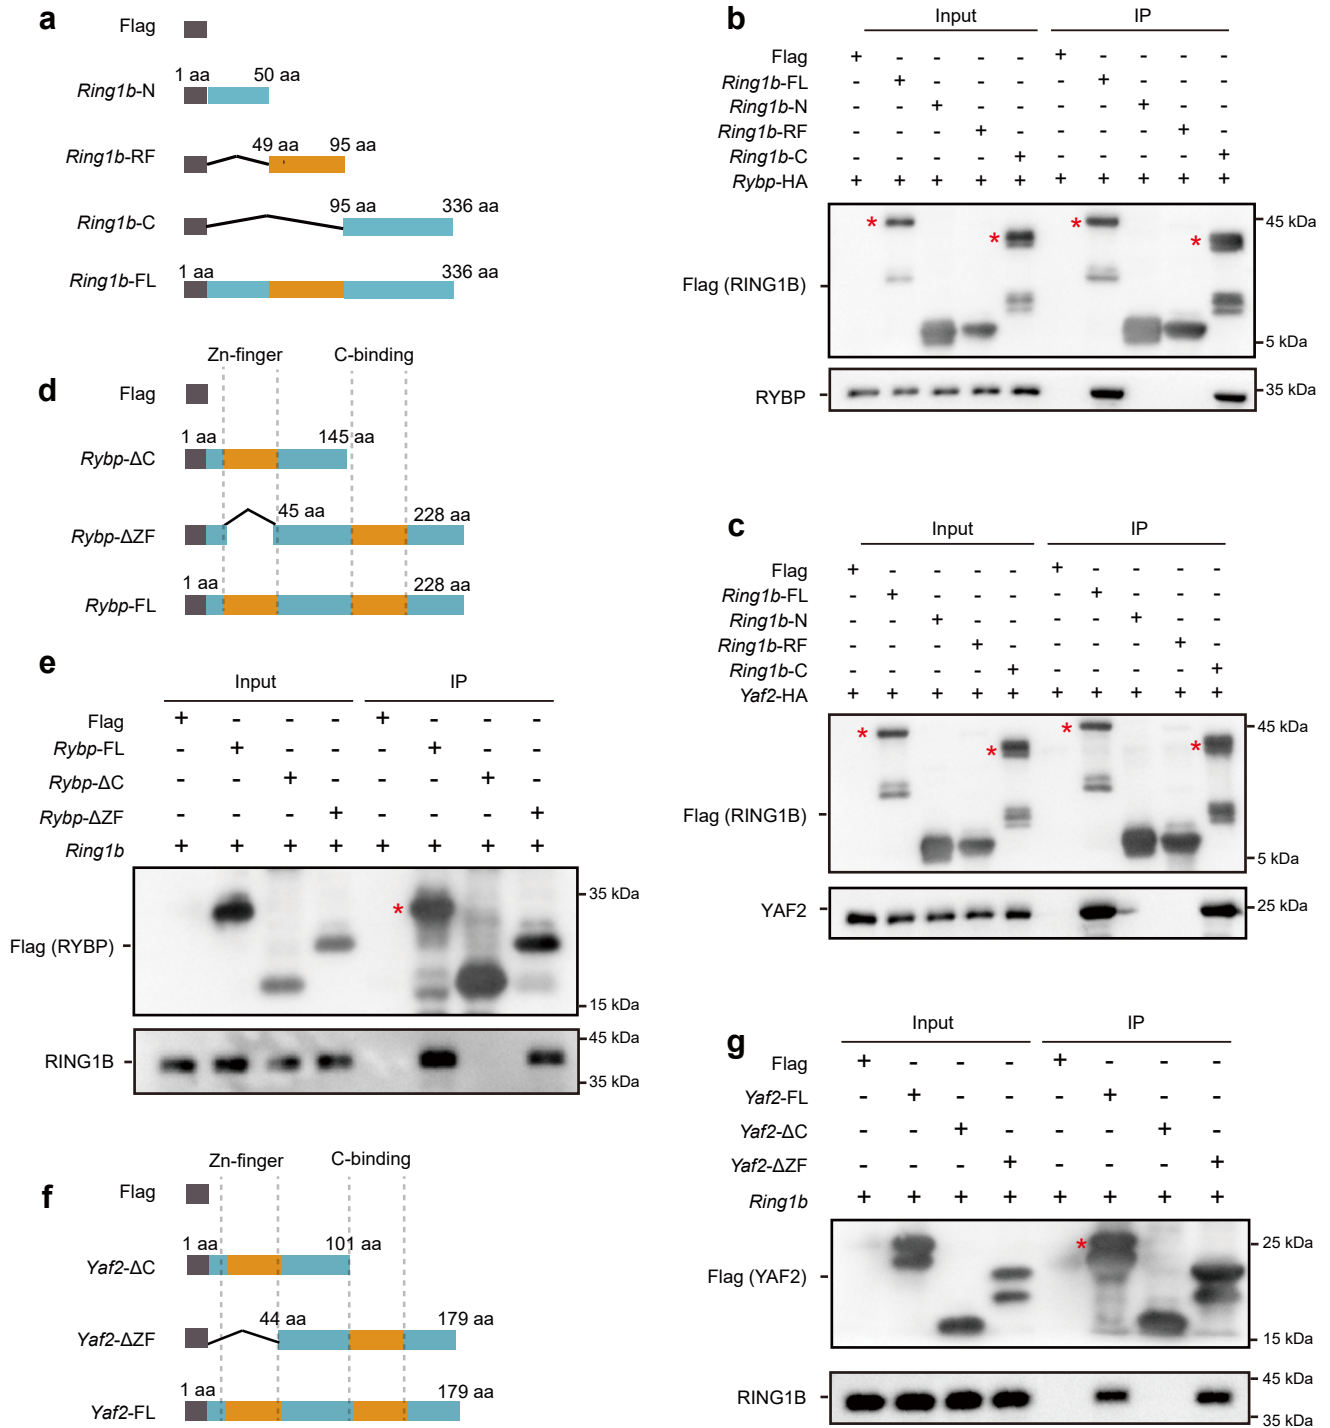 a
Flag
1 aa 50 aa
Ring1b-N
49 aa 95 aa
Ring1b-RF
95 aa 336 aa
Ring1b-C
1 aa 336 aa
Ring1b-FL
b
Input IP
Flag + - - - - + - - - -
Ring1b-FL - + - - - - + - - -
Ring1b-N - - + - - - - + - -
Ring1b-RF - - - + - - - - + -
Ring1b-C - - - - + - - - - +
Rybp-HA + + + + + + + + + +
* * * * 45 kDa
Flag (RING1B)
5 kDa
RYBP 35 kDa
d
Zn-finger C-binding
Flag
1 aa 145 aa
Rybp-ΔC
45 aa 228 aa
Rybp-ΔZF
1 aa 228 aa
Rybp-FL
c
Input IP
Flag + - - - - + - - - -
Ring1b-FL - + - - - - + - - -
Ring1b-N - - + - - - - + - -
Ring1b-RF - - - + - - - - + -
Ring1b-C - - - - + - - - - +
Yaf2-HA + + + + + + + + + +
* * * * 45 kDa
Flag (RING1B)
5 kDa
YAF2 25 kDa
e
Input IP
Flag + - - - + - - -
Rybp-FL - + - - - + - -
Rybp-ΔC - - + - - - + -
Rybp-ΔZF - - - + - - - +
Ring1b + + + + + + + +
35 kDa
*
Flag (RYBP)
15 kDa
45 kDa
RING1B
35 kDa
f
Zn-finger C-binding
Flag
1 aa 101 aa
Yaf2-ΔC
44 aa 179 aa
Yaf2-ΔZF
1 aa 179 aa
Yaf2-FL
g
Input IP
Flag + - - - + - - -
Yaf2-FL - + - - - + - -
Yaf2-ΔC - - + - - - + -
Yaf2-ΔZF - - - + - - - +
Ring1b + + + + + + + +
* 25 kDa
Flag (YAF2)
15 kDa
45 kDa
RING1B
35 kDa